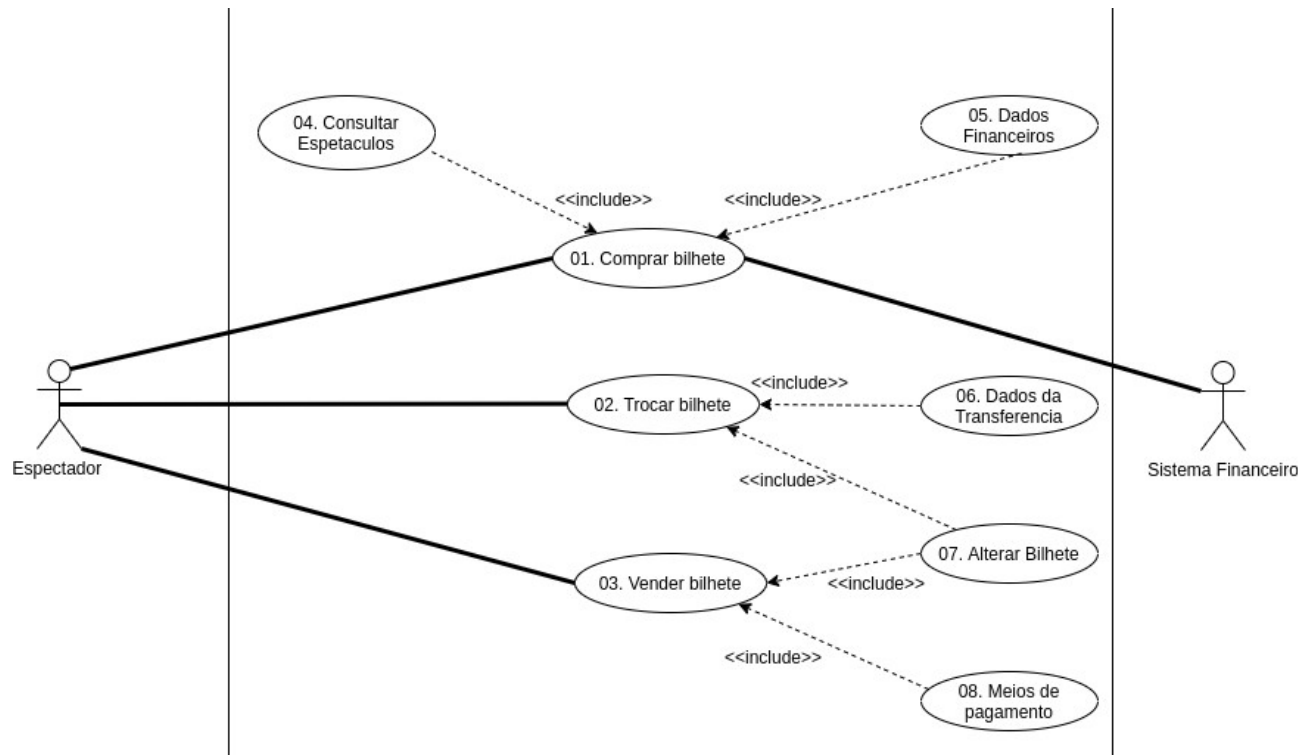 04. Consultar
Espetaculos
05. Dados
Financeiros
<<include>>
<<include>>
01. Comprar bilhete
<<include>>
02. Trocar bilhete
06. Dados da
Transferencia
Espectador
Sistema Financeiro
<<include>>
07. Alterar Bilhete
03. Vender bilhete
<<include>>
<<include>>
08. Meios de
pagamento